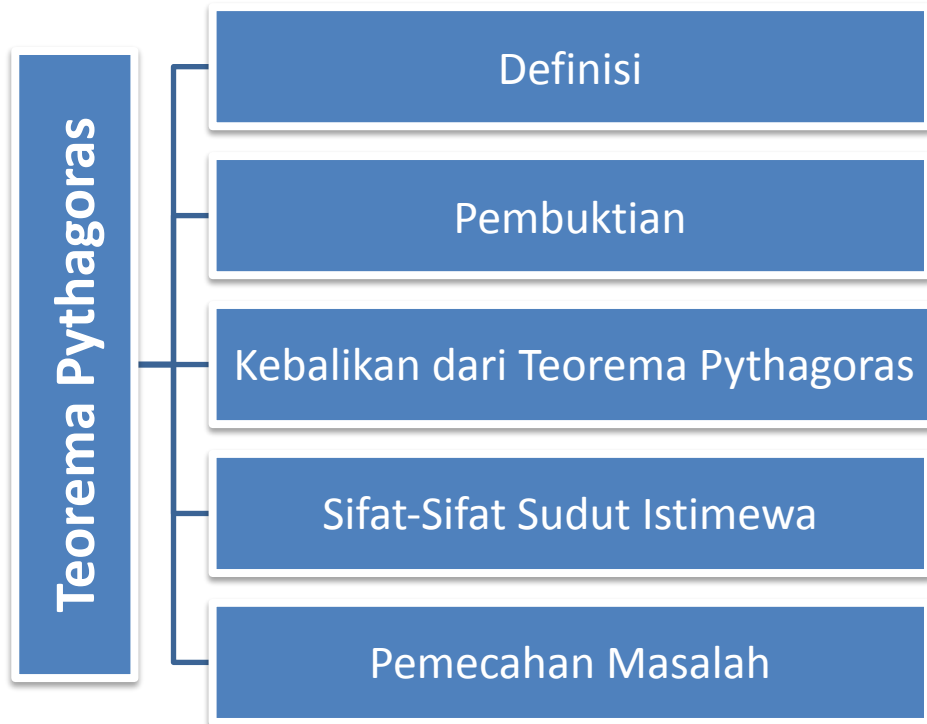 Teorema Pythagoras
Definisi
Pembuktian
Kebalikan dari Teorema Pythagoras
Sifat-Sifat Sudut Istimewa
Pemecahan Masalah